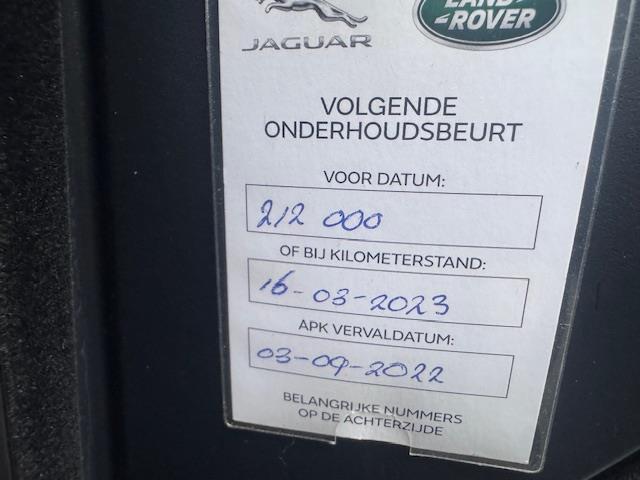 JAGUAR
LAND-
-ROVER
VOLGENDE
ONDERHOUDSBEURT
VOOR DATUM:
212 000
OF BIJ KILOMETERSTAND:
16-03-2023
APK VERVALDATUM:
03-09-2022
BELANGRIJKE NUMMERS
OP DE ACHTERZIJDE